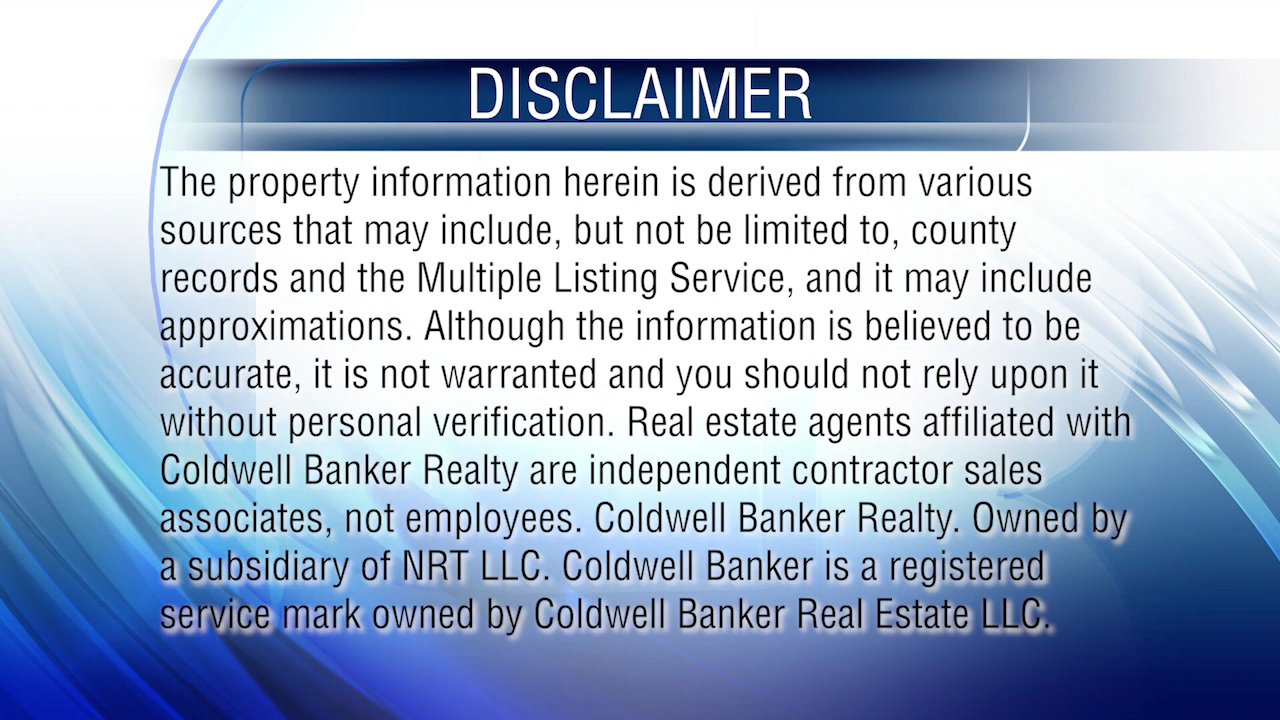 DISCLAIMER
The property information herein is derived from various
sources that may include, but not be limited to, county
records and the Multiple Listing Service, and it may include
approximations. Although the information is believed to be
accurate, it is not warranted and you should not rely upon it
without personal verification. Real estate agents affiliated with
Coldwell Banker Realty are independent contractor sales
associates, not employees. Coldwell Banker Realty. Owned by
a subsidiary of NRT LLC. Coldwell Banker is a registered
service mark owned by Coldwell Banker Real Estate LLC.